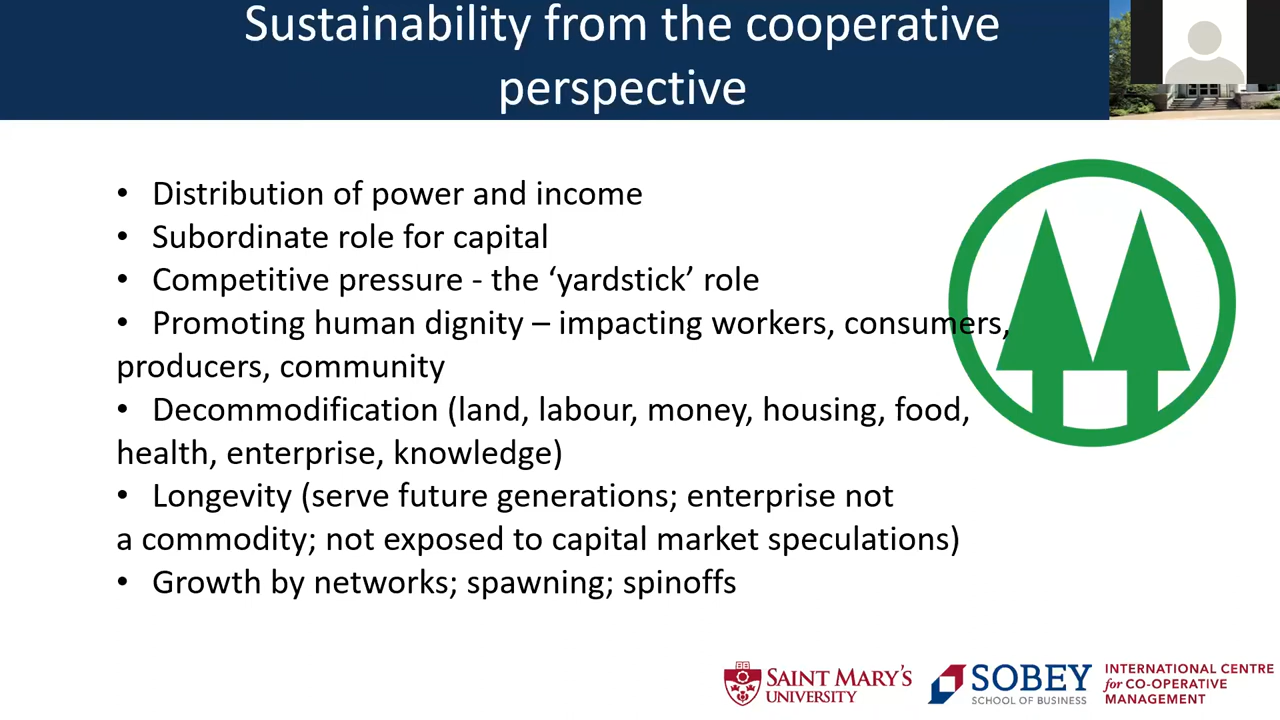 Sustainability from the cooperative
perspective
• Distribution of power and income
• Subordinate role for capital
• Competitive pressure - the ‘yardstick’ role
• Promoting human dignity – impacting workers, consumers,
producers, community
• Decommodification (land, labour, money, housing, food,
health, enterprise, knowledge)
• Longevity (serve future generations; enterprise not
a commodity; not exposed to capital market speculations)
• Growth by networks; spawning; spinoffs
SAINT MARY'S
UNIVERSITY
SOBEY
SCHOOL OF BUSINESS
INTERNATIONAL CENTRE
for CO-OPERATIVE
MANAGEMENT